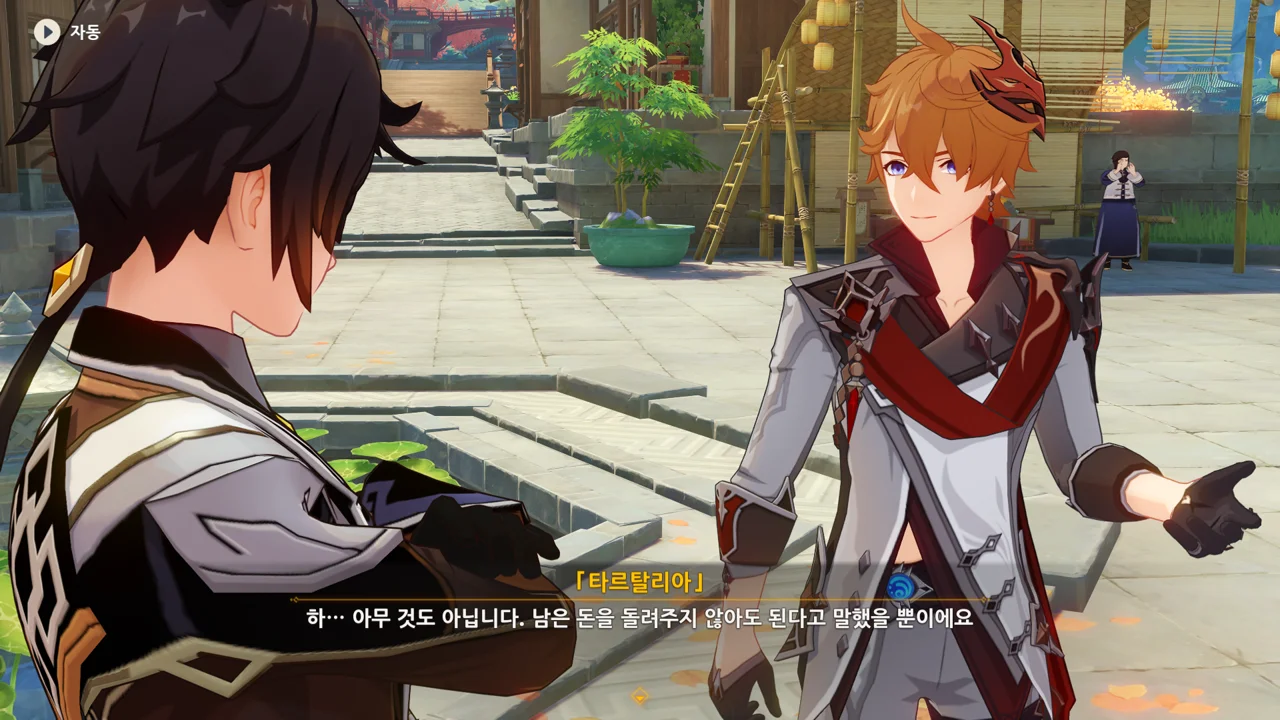 자동
「타르탈리아」
하… 아무 것도 아닙니다. 남은 돈을 돌려주지 않아도 된다고 말했을 뿐이에요